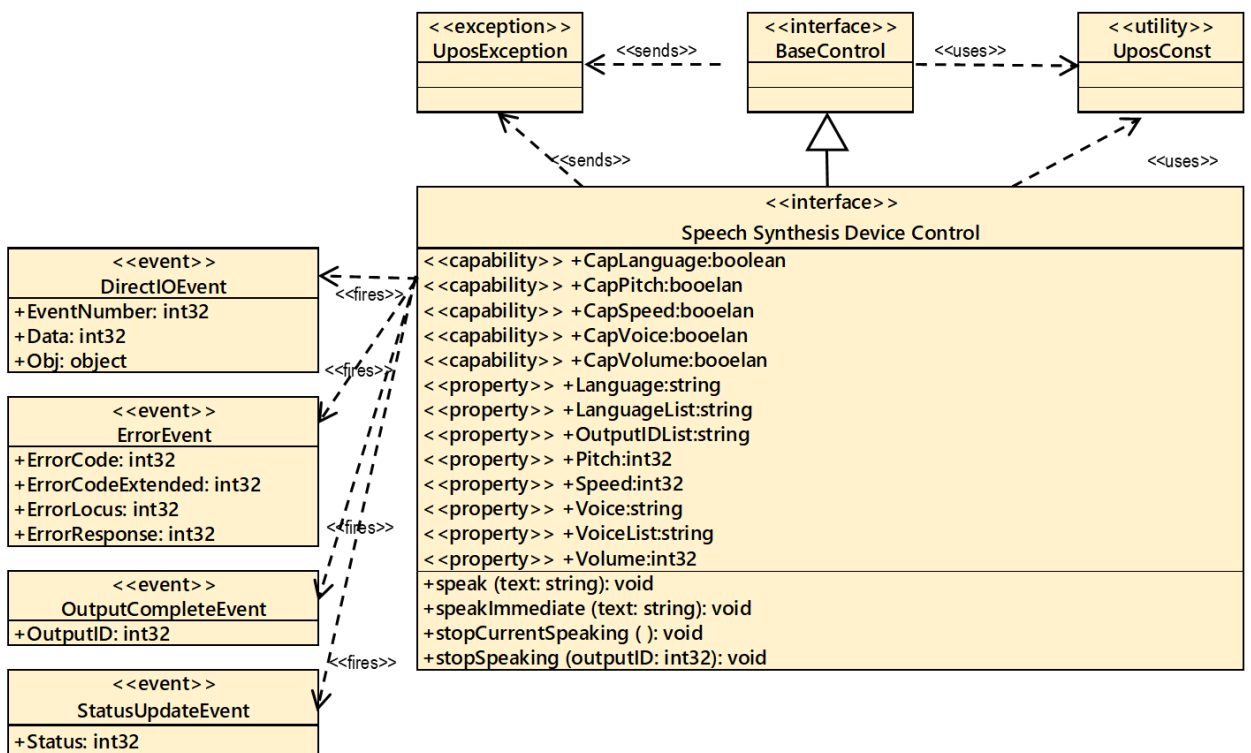 <<exception>>
UposException
<<sends>>
<<interface>>
BaseControl
<<uses>>
<<utility>>
UposConst
<<sends>>
<<uses>>
<<interface>>
Speech Synthesis Device Control
<<capability>> +CapLanguage:boolean
<<capability>> +CapPitch:booelan
<<capability>> +CapSpeed:booelan
<<capability>> +CapVoice:booelan
<<capability>> +CapVolume:booelan
<<property>> +Language:string
<<property>> +LanguageList:string
<<property>> +OutputIDList:string
<<property>> +Pitch:int32
<<property>> +Speed:int32
<<property>> +Voice:string
<<property>> +VoiceList:string
<<property>> +Volume:int32
+speak (text: string): void
+speakImmediate (text: string): void
+stopCurrentSpeaking ( ): void
+stopSpeaking (outputID: int32): void
<<event>>
DirectIOEvent
+EventNumber: int32
+Data: int32
+Obj: object
<<fires>>
<<event>>
ErrorEvent
+ErrorCode: int32
+ErrorCodeExtended: int32
+ErrorLocus: int32
+ErrorResponse: int32
<<fires>>
<<event>>
OutputCompleteEvent
+OutputID: int32
<<fires>>
<<event>>
StatusUpdateEvent
+Status: int32
<<fires>>